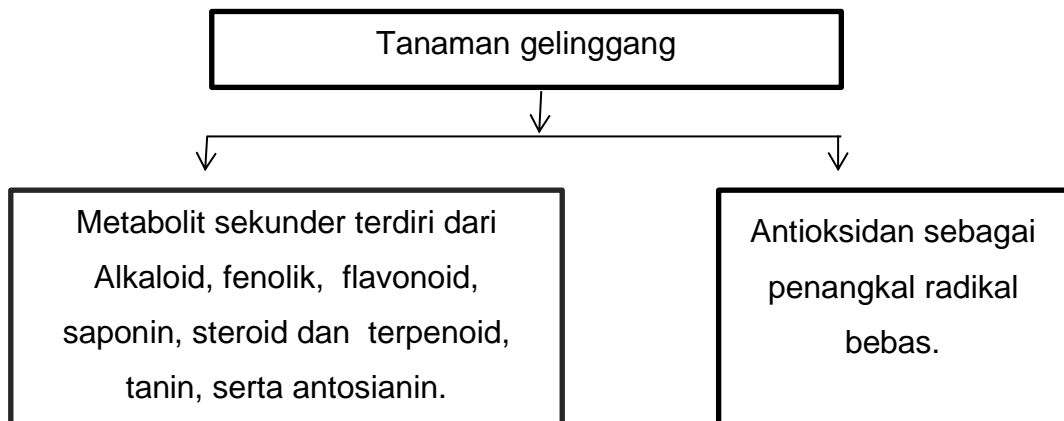 Tanaman gelinggang
Metabolit sekunder terdiri dari
Alkaloid, fenolik, flavonoid,
saponin, steroid dan terpenoid,
tanin, serta antosianin.
Antioksidan sebagai
penangkal radikal
bebas.